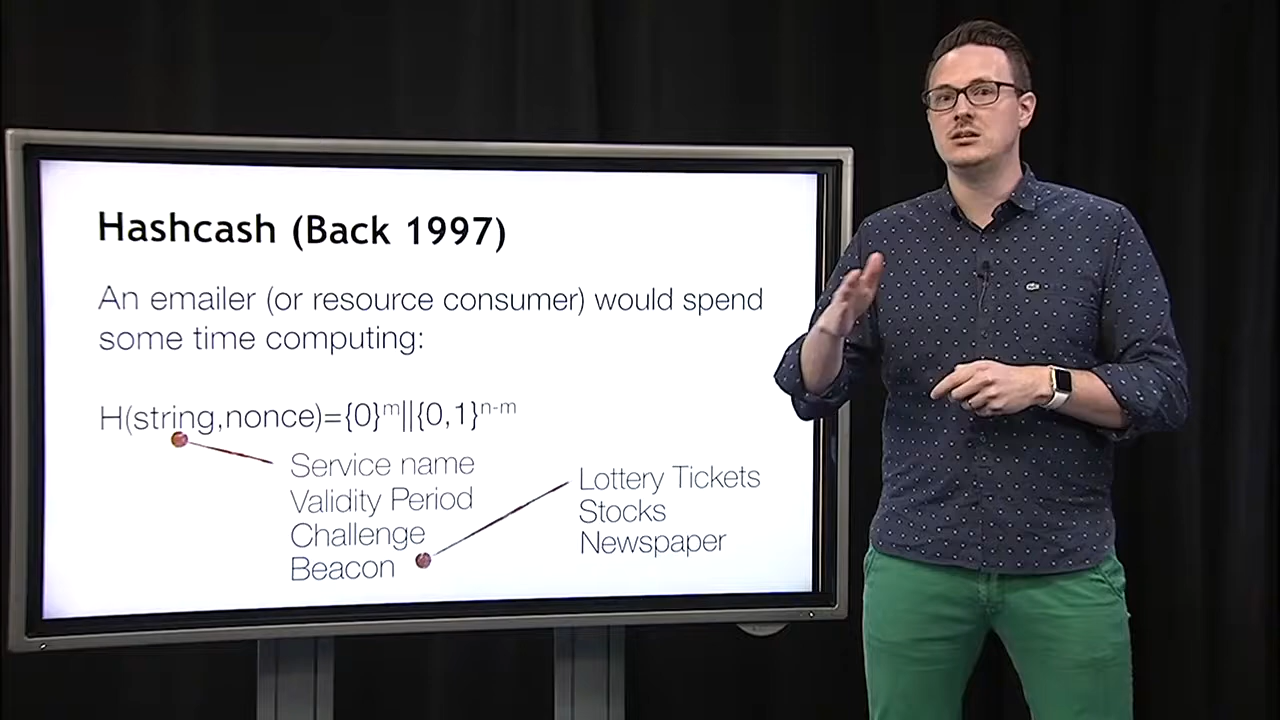 Hashcash (Back 1997)
An emailer (or resource consumer) would spend
some time computing:
H(string,nonce)={0}ᵐ||{0,1}ⁿ⁻ᵐ
Service name
Validity Period
Challenge
Beacon
Lottery Tickets
Stocks
Newspaper